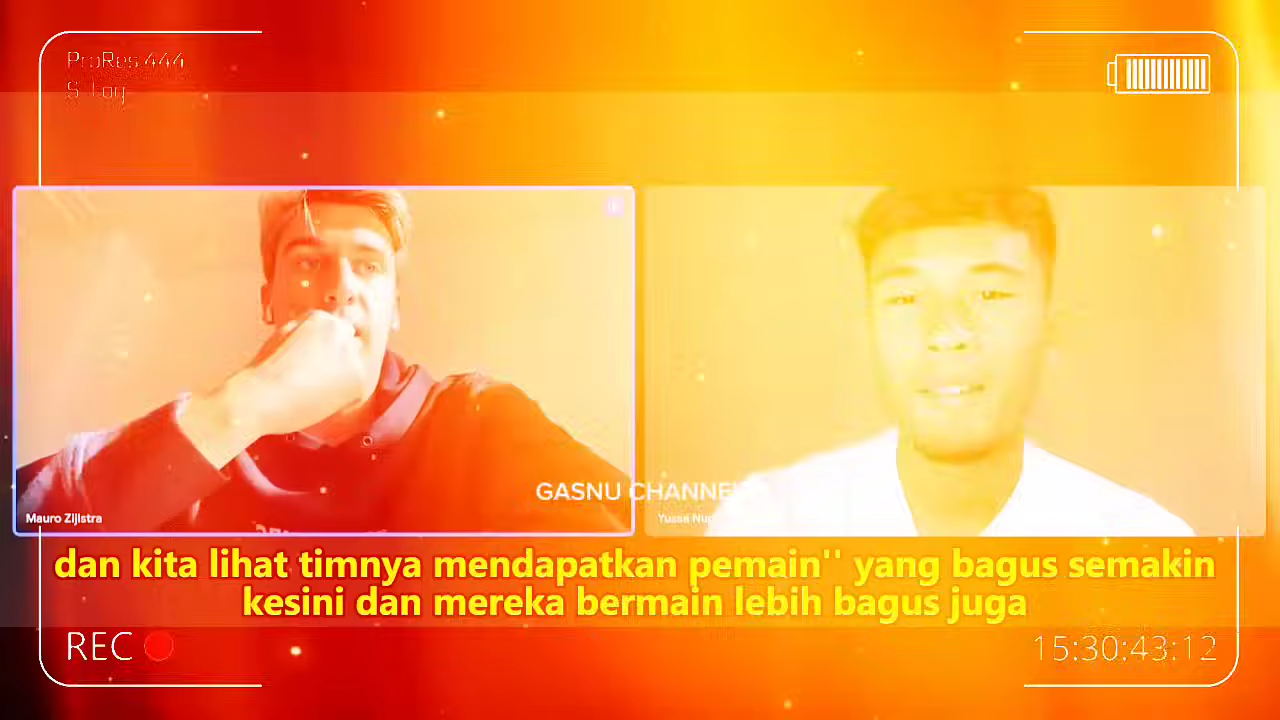 ProRes 444
S-Log
GASNU CHANNEL
Mauro Zijlstra
Yussa
dan kita lihat timnya mendapatkan pemain'' yang bagus semakin
kesini dan mereka bermain lebih bagus juga
REC
15:30:43:12